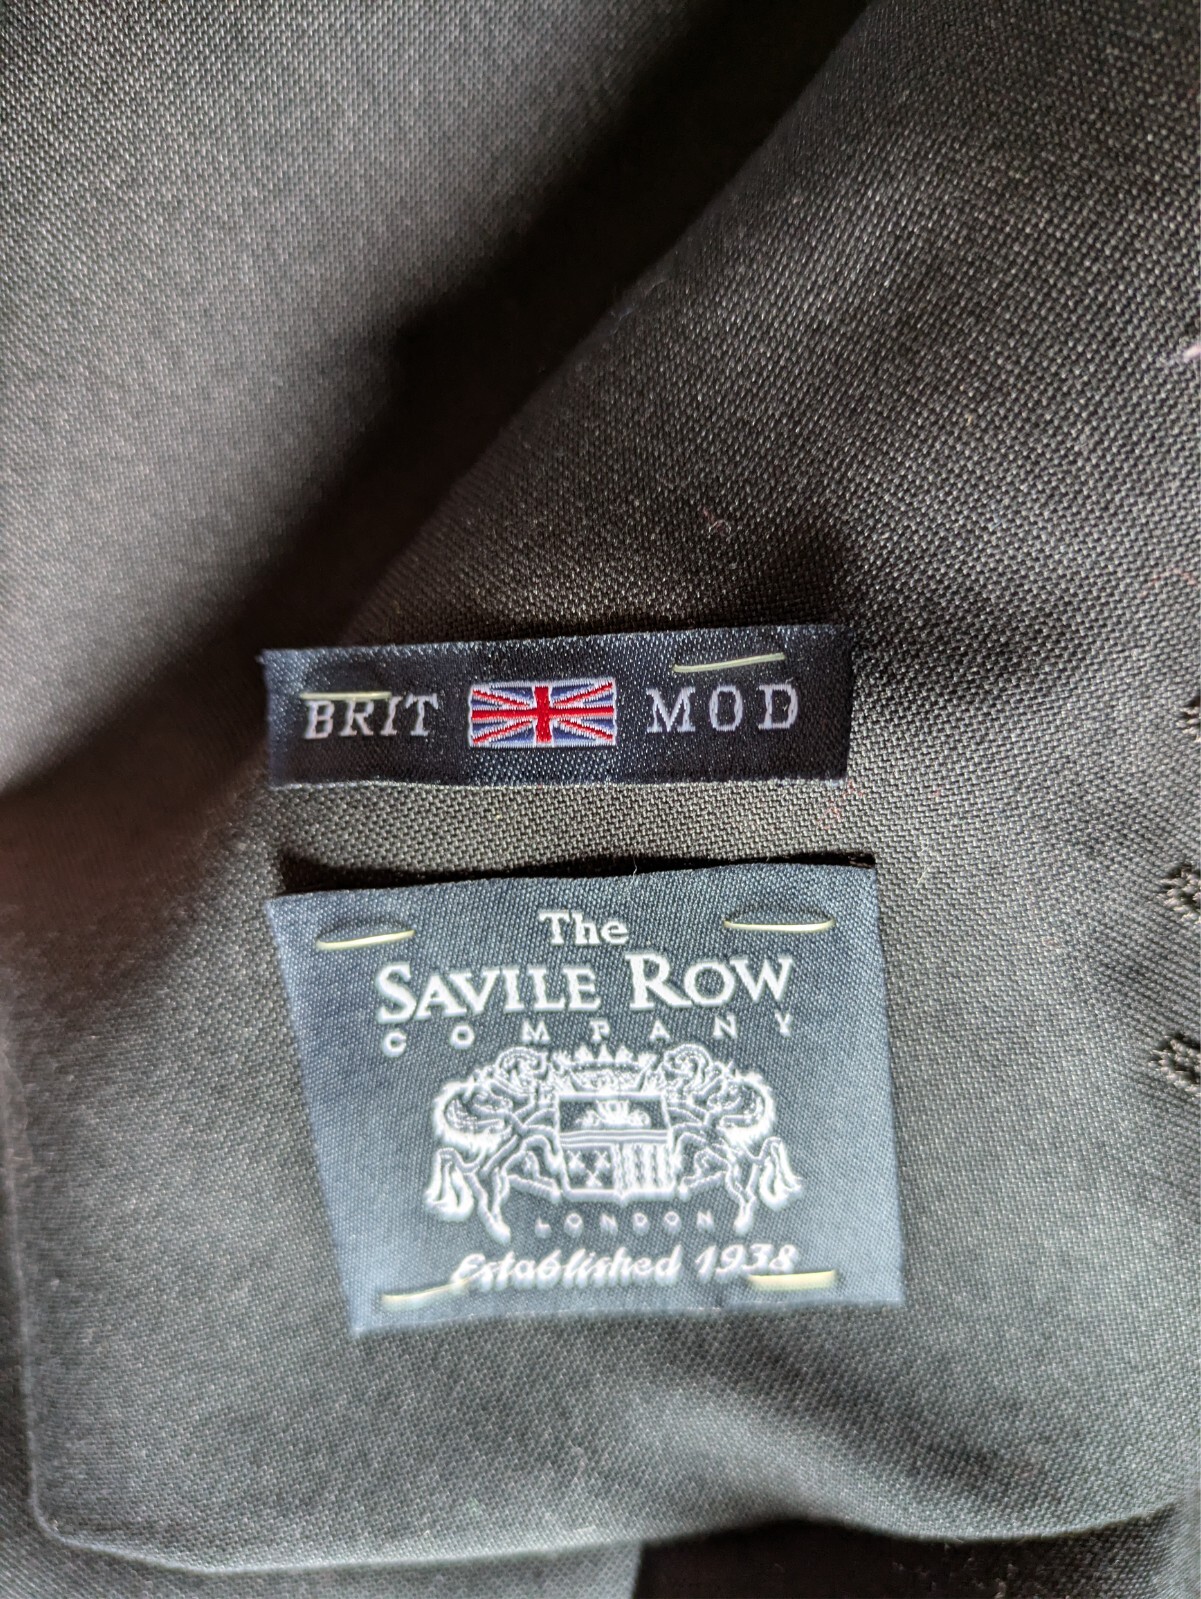 BRIT MOD
The
SAVILE ROW
COMPANY
LONDON
Established 1938